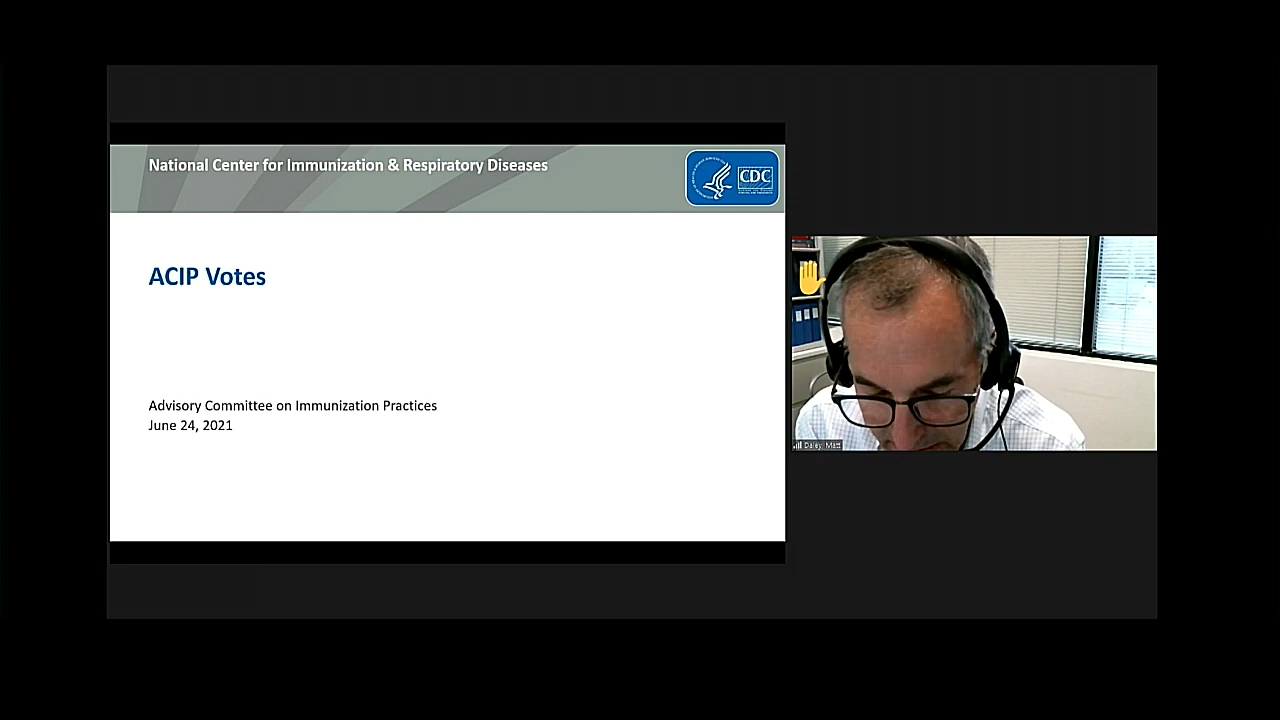 National Center for Immunization & Respiratory Diseases
CDC
ACIP Votes
Advisory Committee on Immunization Practices
June 24, 2021
Daley, Matt